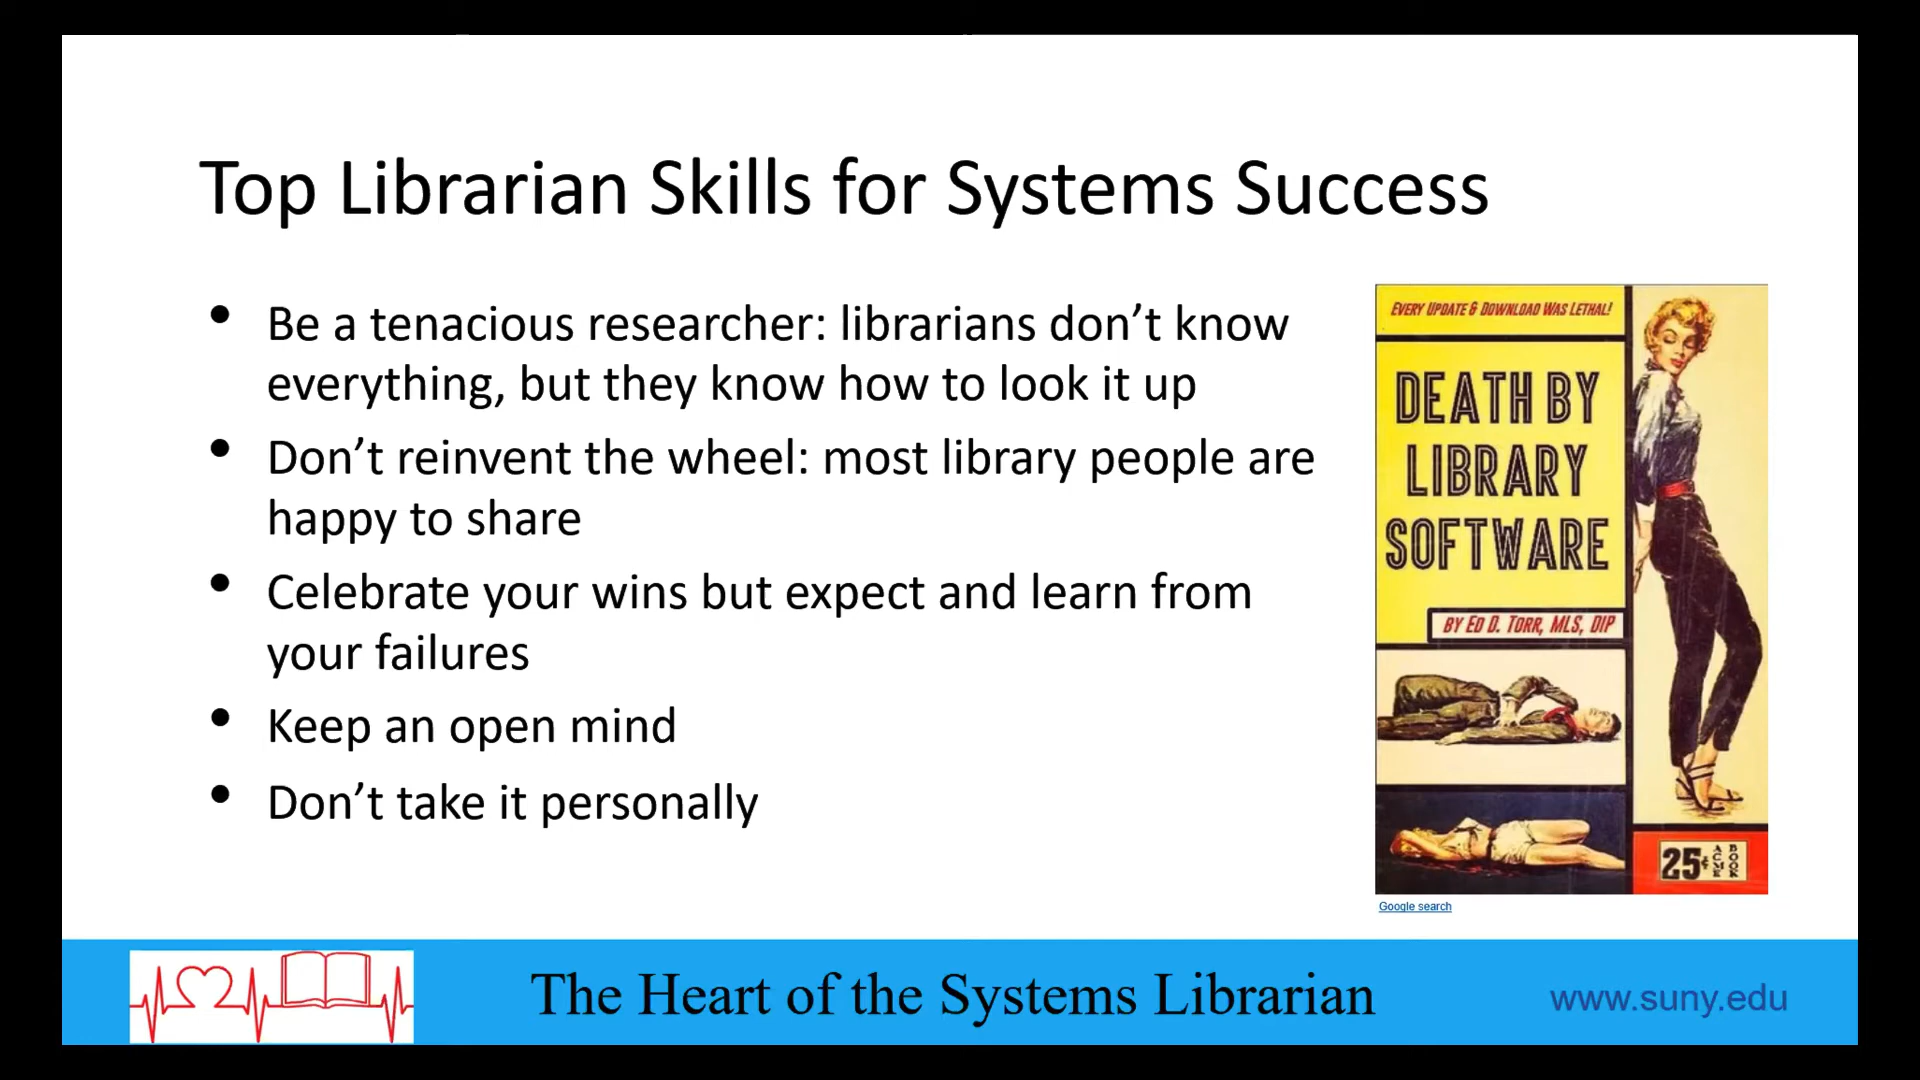 Top Librarian Skills for Systems Success
• Be a tenacious researcher: librarians don’t know
everything, but they know how to look it up
• Don’t reinvent the wheel: most library people are
happy to share
• Celebrate your wins but expect and learn from
your failures
• Keep an open mind
• Don’t take it personally
EVERY UPDATE & DOWNLOAD WAS LETHAL!
DEATH BY
LIBRARY
SOFTWARE
BY ED D. TORR, MLS, DIP
25¢ ACME BOOK
Google search
The Heart of the Systems Librarian
www.suny.edu